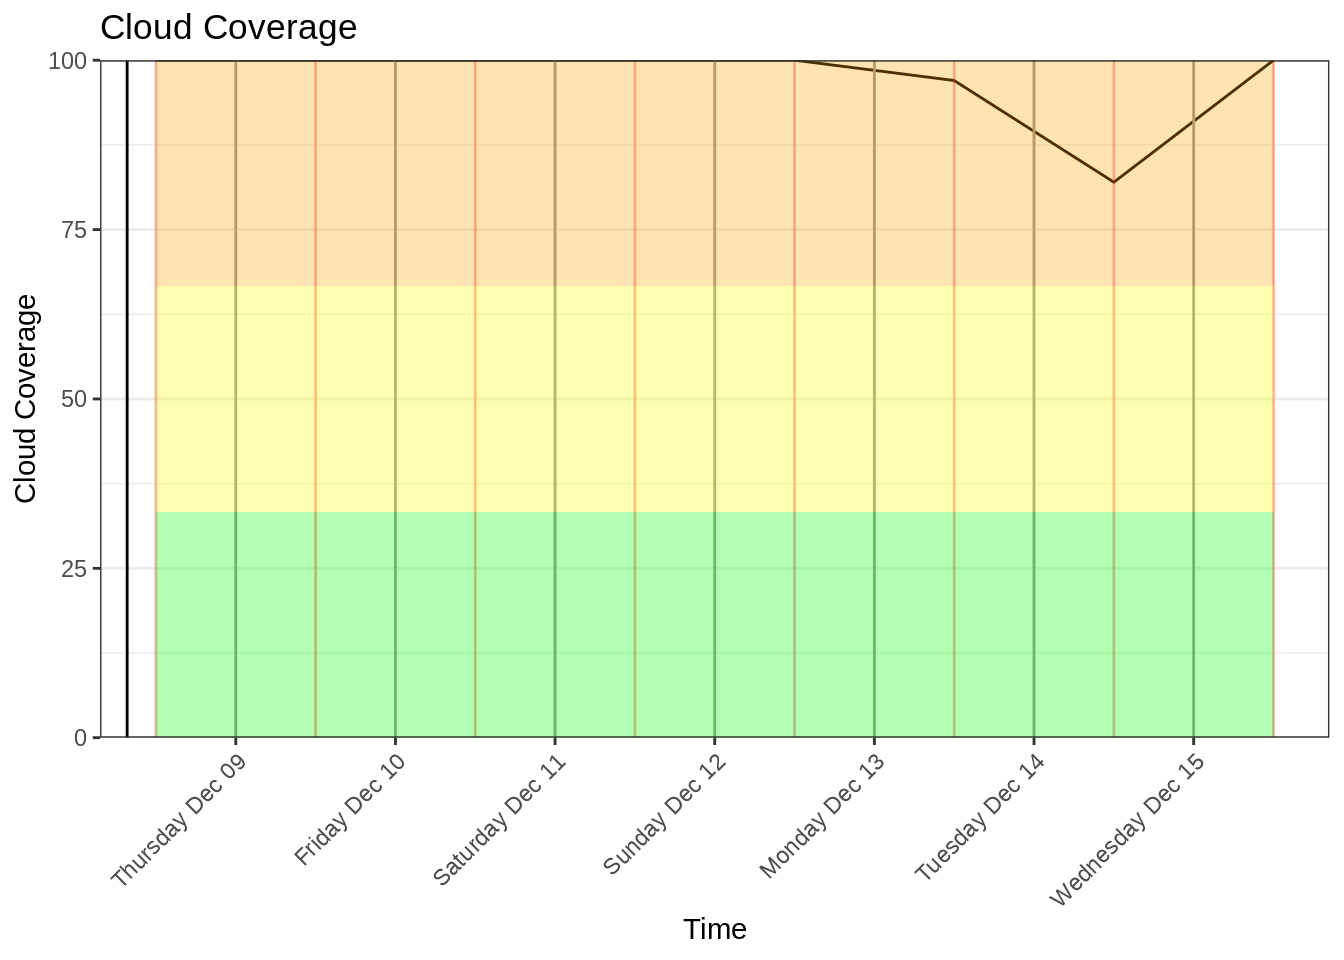 Cloud Coverage
Cloud Coverage
100
75
50
25
0
Thursday Dec 09
Friday Dec 10
Saturday Dec 11
Sunday Dec 12
Monday Dec 13
Tuesday Dec 14
Wednesday Dec 15
Time